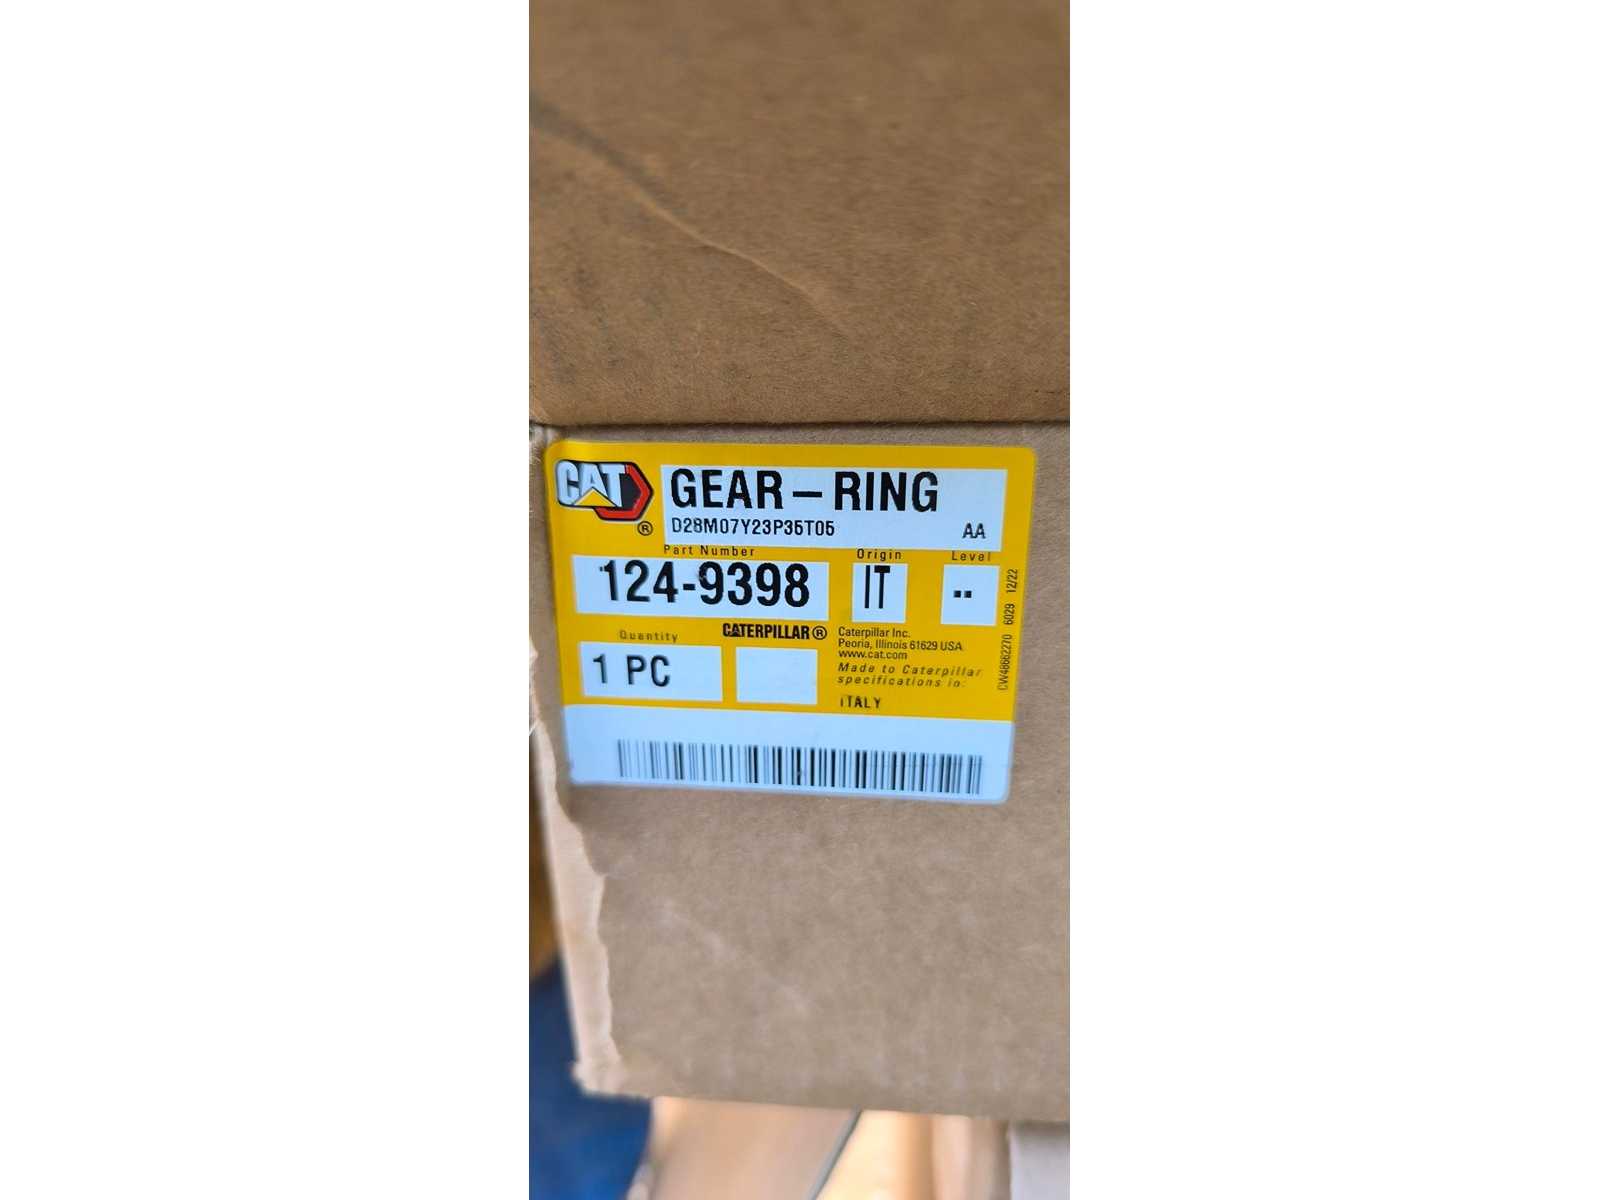 CAT®
GEAR-RING
D28M07Y23P35T05 AA
Part Number Origin Level
124-9398 IT --
Quantity CATERPILLAR®
1 PC
Caterpillar Inc.
Peoria, Illinois 61629 USA
www.cat.com
Made to Caterpillar
specifications in:
ITALY
CW48662270 6029 12/22